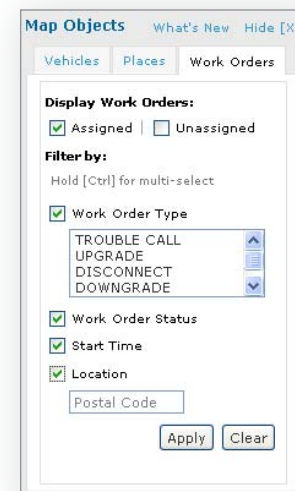 Map Objects What's New Hide [X
Vehicles Places Work Orders
Display Work Orders:
Assigned | Unassigned
Filter by:
Hold [Ctrl] for multi-select
Work Order Type
TROUBLE CALL
UPGRADE
DISCONNECT
DOWNGRADE
Work Order Status
Start Time
Location
Postal Code
Apply Clear